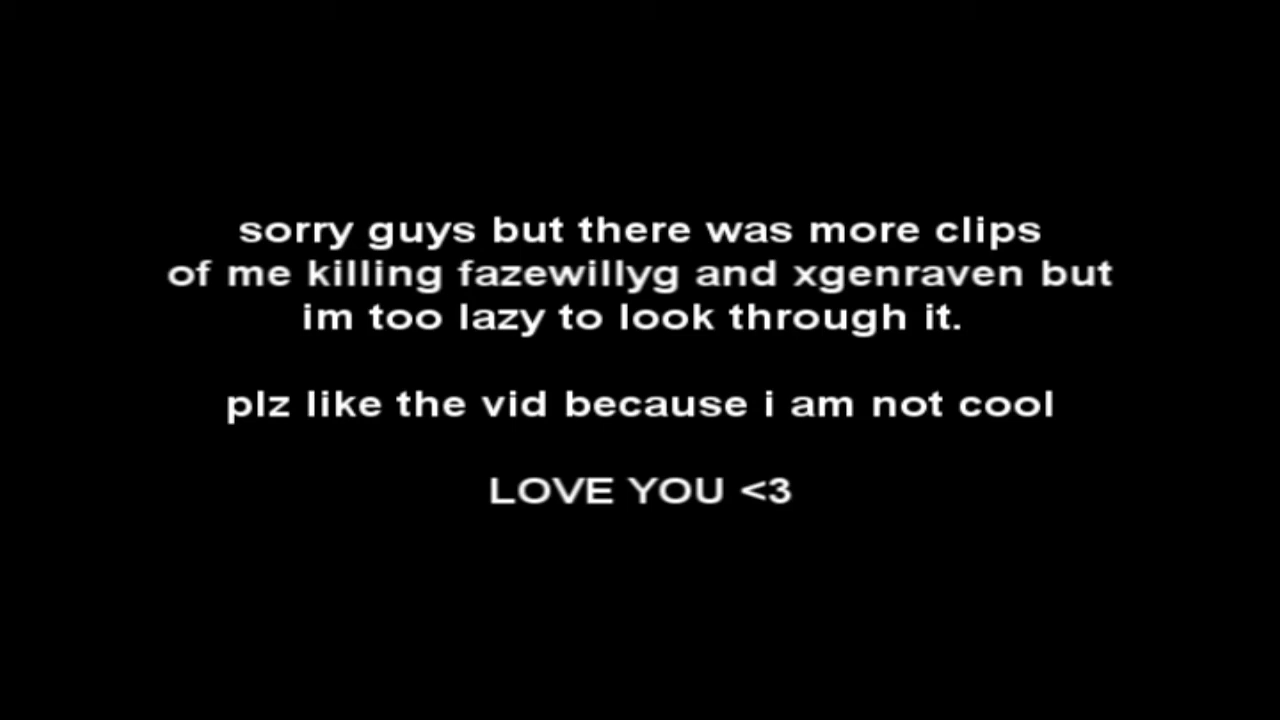 sorry guys but there was more clips
of me killing fazewillyg and xgenraven but
im too lazy to look through it.
plz like the vid because i am not cool
LOVE YOU <3